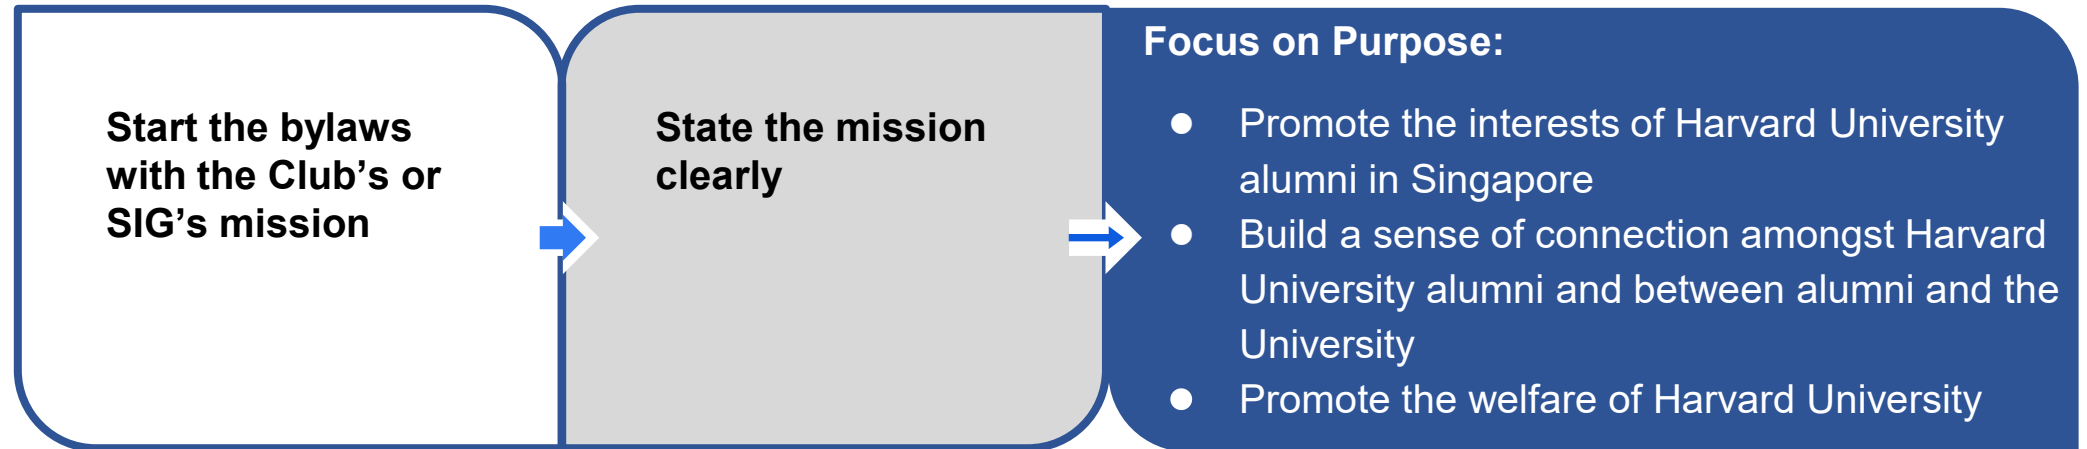 Start the bylaws
with the Club’s or
SIG’s mission
State the mission
clearly
Focus on Purpose:
● Promote the interests of Harvard University
alumni in Singapore
● Build a sense of connection amongst Harvard
University alumni and between alumni and the
University
● Promote the welfare of Harvard University